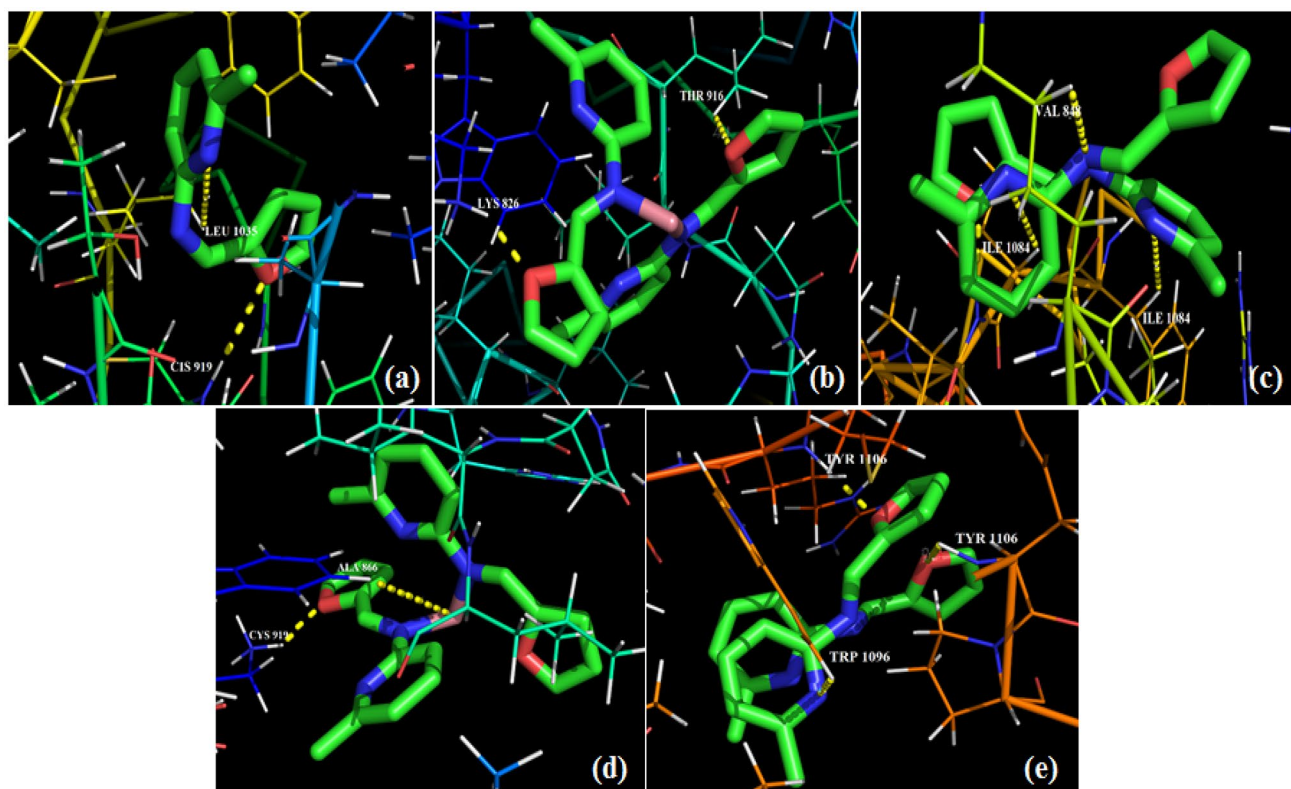 LEU 1035
CIS 919
(a)
THR 916
LYS 826
(b)
VAL 848
ILE 1084
ILE 1084
(c)
ALA 866
CYS 919
(d)
TYR 1106
TYR 1106
TRP 1096
(e)